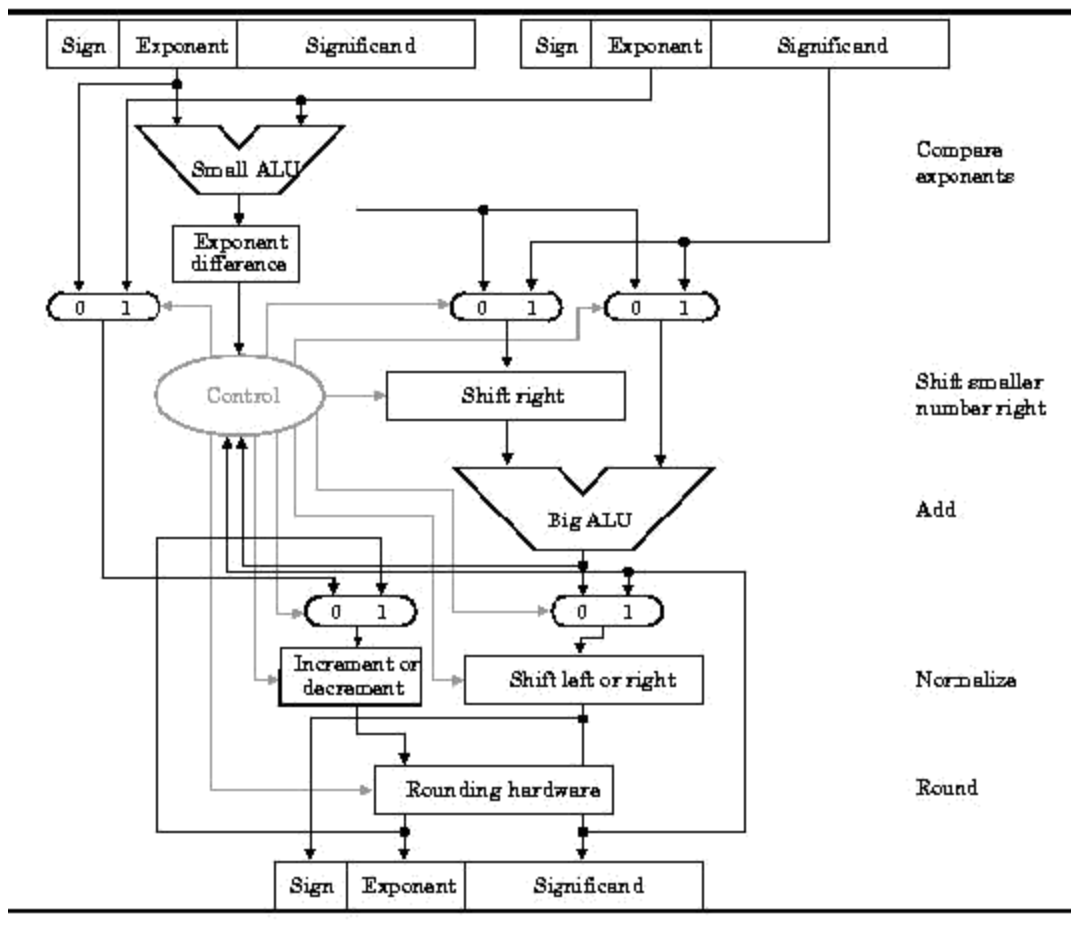 Sign Exponent Significand Sign Exponent Significand
Small ALU
Compare
exponents
Exponent
difference
0 1
0 1
0 1
Control
Shift right
Shift smaller
number right
Big ALU
Add
0 1
0 1
Increment or
decrement
Shift left or right
Normalize
Rounding hardware
Round
Sign Exponent Significand